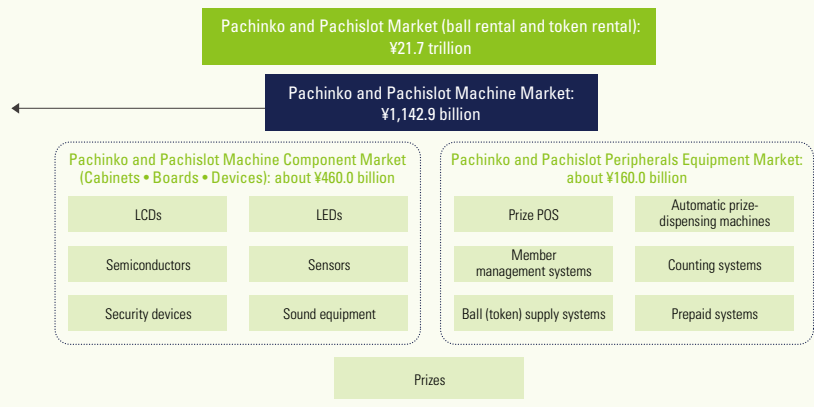 Pachinko and Pachislot Market (ball rental and token rental):
¥21.7 trillion
Pachinko and Pachislot Machine Market:
¥1,142.9 billion
Pachinko and Pachislot Machine Component Market
(Cabinets • Boards • Devices): about ¥460.0 billion
LCDs
LEDs
Semiconductors
Sensors
Security devices
Sound equipment
Pachinko and Pachislot Peripherals Equipment Market:
about ¥160.0 billion
Prize POS
Automatic prize-
dispensing machines
Member
management systems
Counting systems
Ball (token) supply systems
Prepaid systems
Prizes